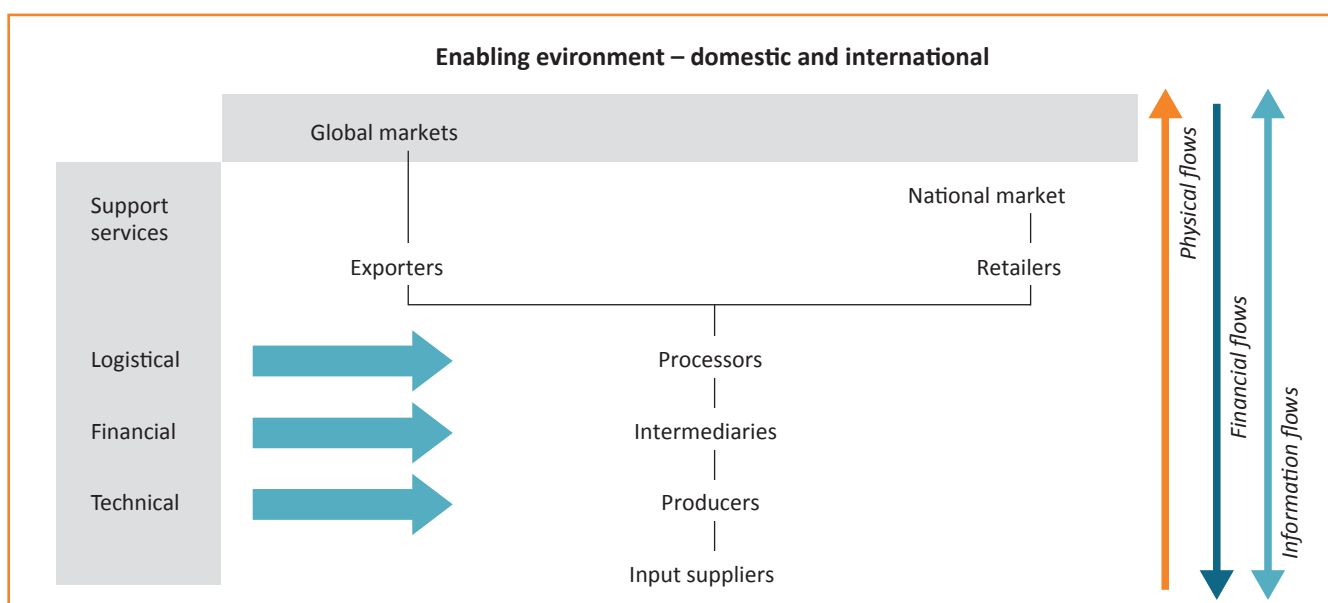 Enabling evironment – domestic and international
Global markets
National market
Support
services
Exporters
Retailers
Logistical
Processors
Financial
Intermediaries
Technical
Producers
Input suppliers
Physical flows
Financial flows
Information flows